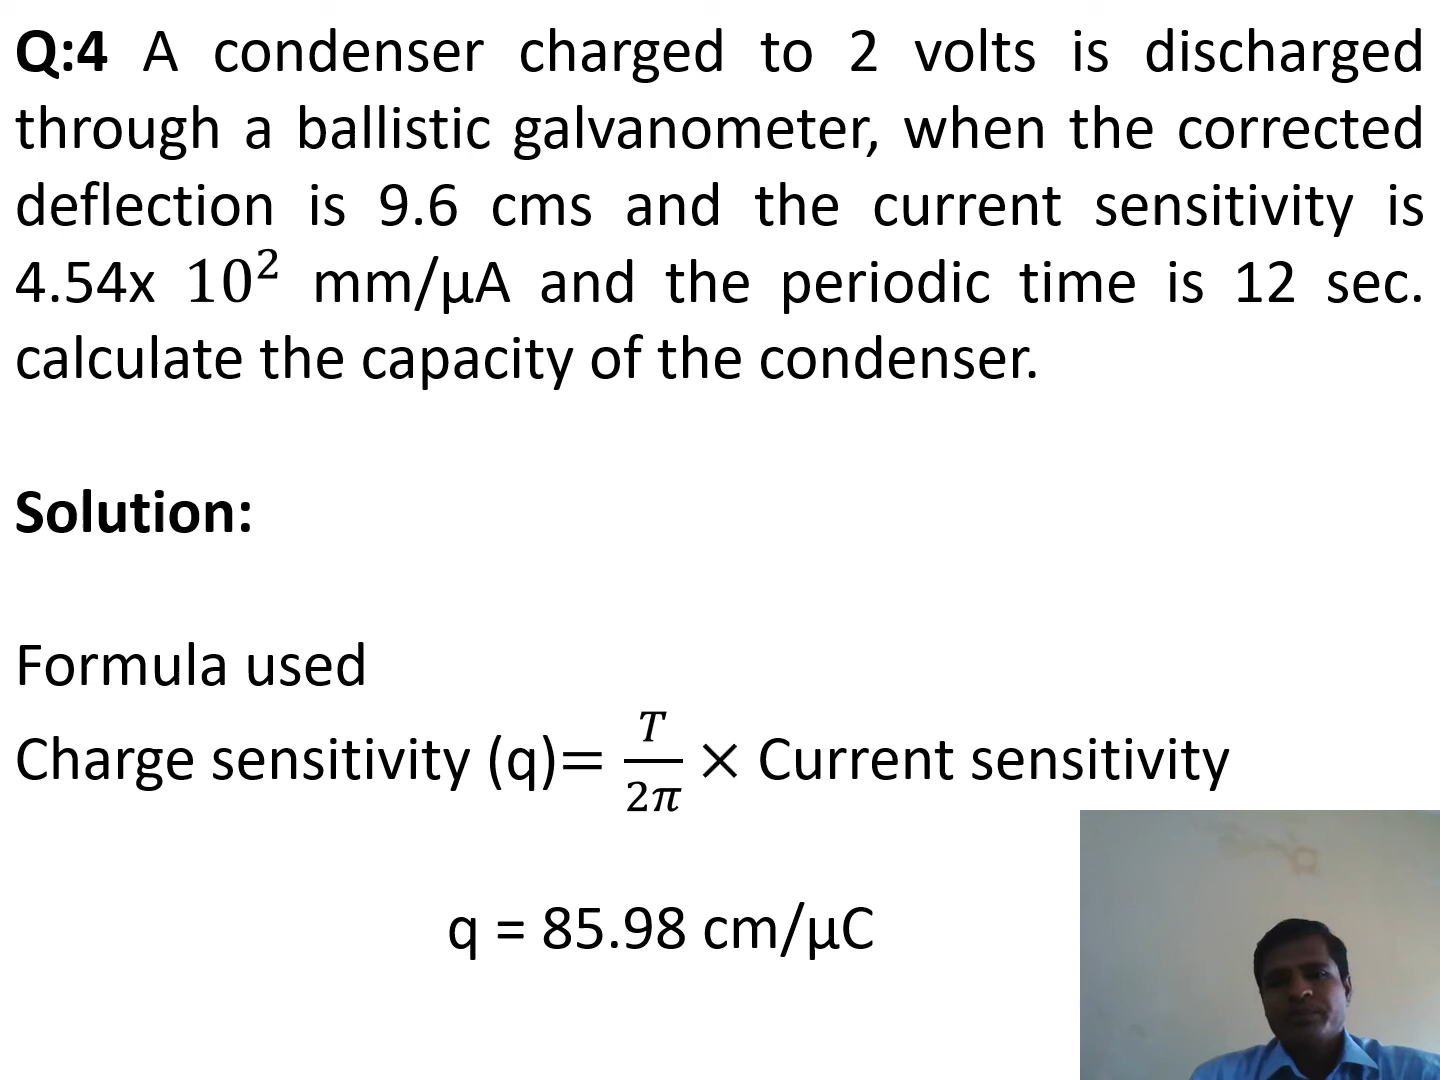 Q:4 A condenser charged to 2 volts is discharged
through a ballistic galvanometer, when the corrected
deflection is 9.6 cms and the current sensitivity is
4.54x 10² mm/µA and the periodic time is 12 sec.
calculate the capacity of the condenser.
Solution:
Formula used
Charge sensitivity (q)= T/2π × Current sensitivity
q = 85.98 cm/µC